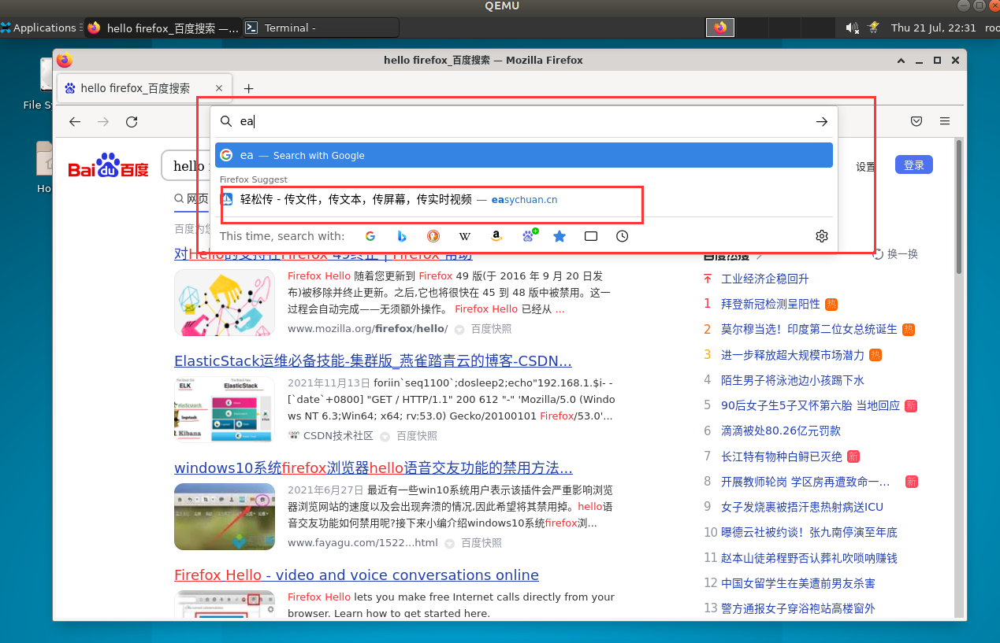 QEMU
Applications
hello firefox_百度搜索 —...
Terminal -
Thu 21 Jul, 22:31
roo
hello firefox_百度搜索 — Mozilla Firefox
hello firefox_百度搜索
File Sy
ea
ea — Search with Google
Firefox Suggest
轻松传 - 传文件，传文本，传屏幕，传实时视频 — easychuan.cn
This time, search with:
Ho
Bai du 百度
hello
设置
登录
网页
百度为您
对Hello的支持在Firefox 49终止 | Firefox 帮助
Firefox Hello 随着您更新到 Firefox 49 版(于 2016 年 9 月 20 日发
布)被移除并终止更新。之后,它也将很快在 45 到 48 版中被禁用。这一
过程会自动完成——无须额外操作。 Firefox Hello 已经从 ...
www.mozilla.org/firefox/hello/ 百度快照
ElasticStack运维必备技能-集群版_燕雀踏青云的博客-CSDN...
ELK
ElasticStack
Kibana
2021年11月13日 foriin`seq1100`;dosleep2;echo"192.168.1.$i- -
[`date`+0800] "GET / HTTP/1.1" 200 612 "-" 'Mozilla/5.0 (Windo
ws NT 6.3;Win64; x64; rv:53.0) Gecko/20100101 Firefox/53.0'...
CSDN技术社区 百度快照
windows10系统firefox浏览器hello语音交友功能的禁用方法...
2021年6月27日 最近有一些win10系统用户表示该插件会严重影响浏览
器浏览网站的速度以及会出现奔溃的情况,因此希望将其禁用掉。hello语
音交友功能如何禁用呢?接下来小编介绍windows10系统firefox浏...
www.fayagu.com/1522...html 百度快照
Firefox Hello - video and voice conversations online
Firefox Hello lets you make free Internet calls directly from your
browser. Learn how to get started here.
百度热搜
换一换
工业经济企稳回升
1 拜登新冠检测呈阳性 热
2 莫尔穆当选！印度第二位女总统诞生 热
3 进一步释放超大规模市场潜力 热
4 陌生男子将泳池边小孩踢下水
5 90后女子生5子又怀第六胎 当地回应 新
6 滴滴被处80.26亿元罚款
7 长江特有物种白鲟已灭绝 新
8 开展教师轮岗 学区房再遭致命一... 新
9 女子发烧裹被捂汗患热射病送ICU
10 曝德云社被约谈！张九南停演至年底
11 赵本山徒弟程野否认葬礼吹唢呐赚钱
12 中国女留学生在美遭前男友杀害
13 警方通报女子穿浴袍站高楼窗外